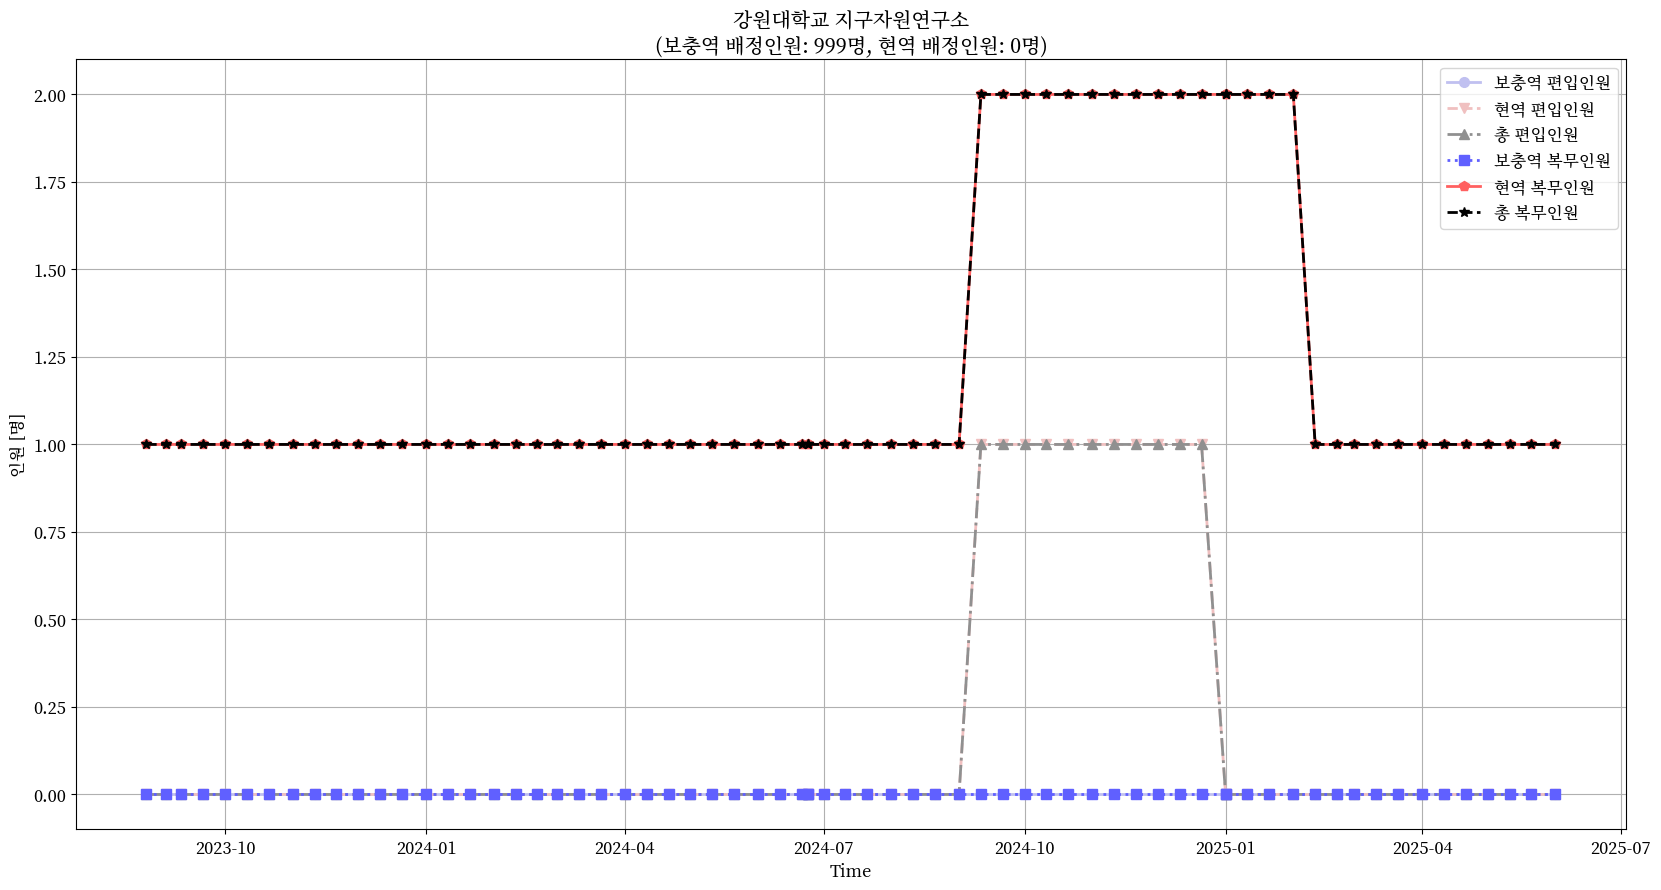 강원대학교 지구자원연구소
(보충역 배정인원: 999명, 현역 배정인원: 0명)
보충역 편입인원
현역 편입인원
총 편입인원
보충역 복무인원
현역 복무인원
총 복무인원
인원 [명]
2.00
1.75
1.50
1.25
1.00
0.75
0.50
0.25
0.00
2023-10
2024-01
2024-04
2024-07
2024-10
2025-01
2025-04
2025-07
Time